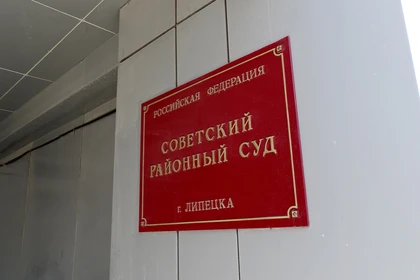 РОССИЙСКАЯ ФЕДЕРАЦИЯ
СОВЕТСКИЙ
РАЙОННЫЙ СУД
г. ЛИПЕЦКА